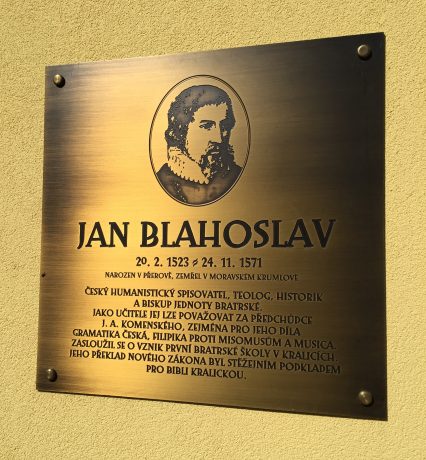 JAN BLAHOSLAV
20. 2. 1523 ≠ 24. 11. 1571
NAROZEN V PŘEROVĚ, ZEMŘEL V MORAVSKÉM KRUMLOVĚ
ČESKÝ HUMANISTICKÝ SPISOVATEL, TEOLOG, HISTORIK
A BISKUP JEDNOTY BRATRSKÉ.
JAKO UČITELE JEJ LZE POVAŽOVAT ZA PŘEDCHŮDCE
J. A. KOMENSKÉHO, ZEJMÉNA PRO JEHO DÍLA
GRAMATIKA ČESKÁ, FILIPIKA PROTI MISOMUSŮM A MUSICA.
ZASLOUŽIL SE O VZNIK PRVNÍ BRATRSKÉ ŠKOLY V KRALICÍCH
JEHO PŘEKLAD NOVÉHO ZÁKONA BYL STĚŽEJNÍM PODKLADEM
PRO BIBLI KRALICKOU.